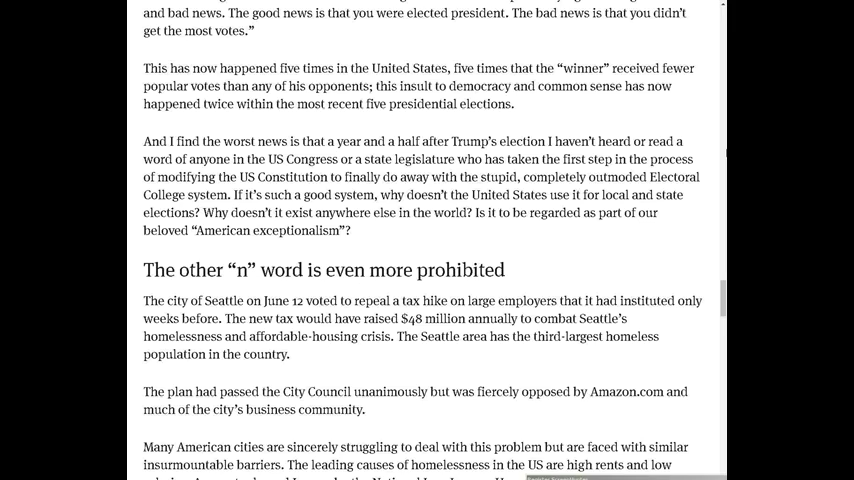 and bad news. The good news is that you were elected president. The bad news is that you didn't
get the most votes.”
This has now happened five times in the United States, five times that the “winner” received fewer
popular votes than any of his opponents; this insult to democracy and common sense has now
happened twice within the most recent five presidential elections.
And I find the worst news is that a year and a half after Trump's election I haven't heard or read a
word of anyone in the US Congress or a state legislature who has taken the first step in the process
of modifying the US Constitution to finally do away with the stupid, completely outmoded Electoral
College system. If it's such a good system, why doesn't the United States use it for local and state
elections? Why doesn't it exist anywhere else in the world? Is it to be regarded as part of our
beloved “American exceptionalism”?
The other “n” word is even more prohibited
The city of Seattle on June 12 voted to repeal a tax hike on large employers that it had instituted only
weeks before. The new tax would have raised $48 million annually to combat Seattle's
homelessness and affordable-housing crisis. The Seattle area has the third-largest homeless
population in the country.
The plan had passed the City Council unanimously but was fiercely opposed by Amazon.com and
much of the city's business community.
Many American cities are sincerely struggling to deal with this problem but are faced with similar
insurmountable barriers. The leading causes of homelessness in the US are high rents and low